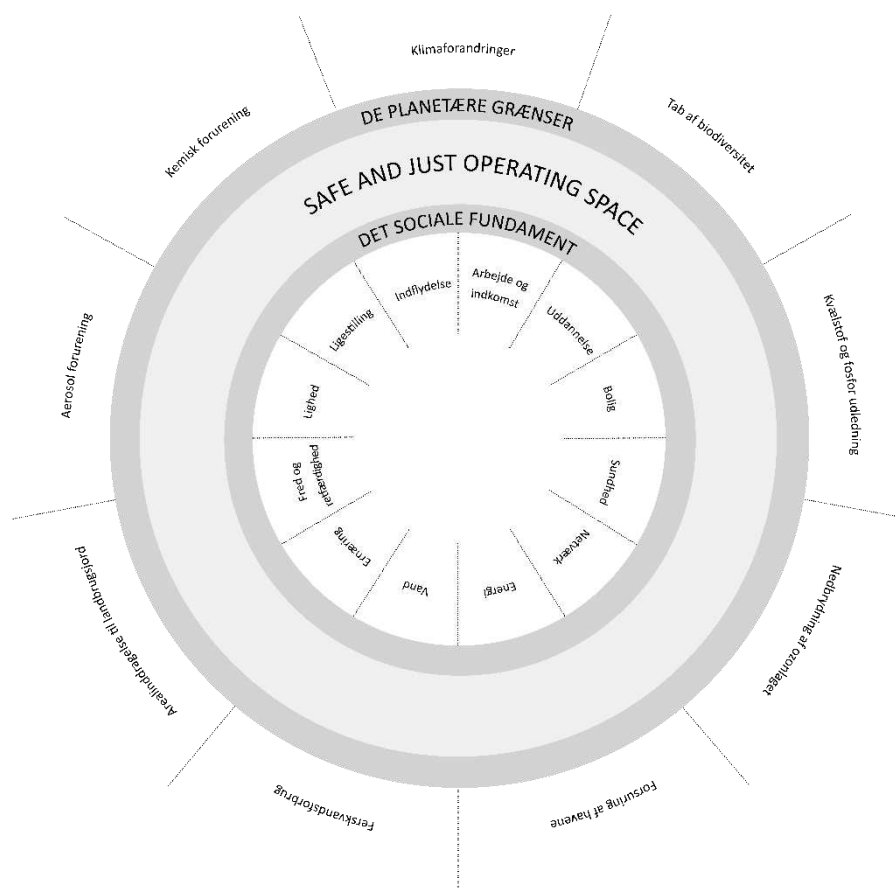 Klimaforandringer
Tab af biodiversitet
Kvælstof og fosfor udledning
Nedbrydning af ozonlaget
Forsuring af havene
Ferskvandsforbrug
Arealinddragelse til landbrugsjord
Aerosol forurening
Kemisk forurening
DE PLANETÆRE GRÆNSER
SAFE AND JUST OPERATING SPACE
DET SOCIALE FUNDAMENT
Arbejde og
indkomst
Uddannelse
Bolig
Sundhed
Netværk
Energi
Vand
Ernæring
Fred og
retfærdighed
Lighed
Ligestilling
Indflydelse